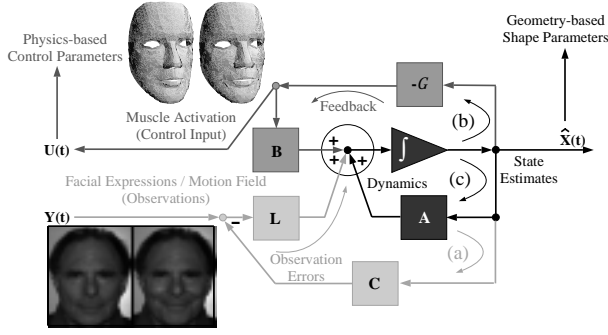 Physics-based
Control Parameters
Geometry-based
Shape Parameters
Muscle Activation
(Control Input)
Feedback
-G
(b)
U(t)
B
+
+
+
∫
X̂(t)
State
Estimates
Dynamics
(c)
Facial Expressions / Motion Field
(Observations)
Y(t)
-
L
A
(a)
Observation
Errors
C